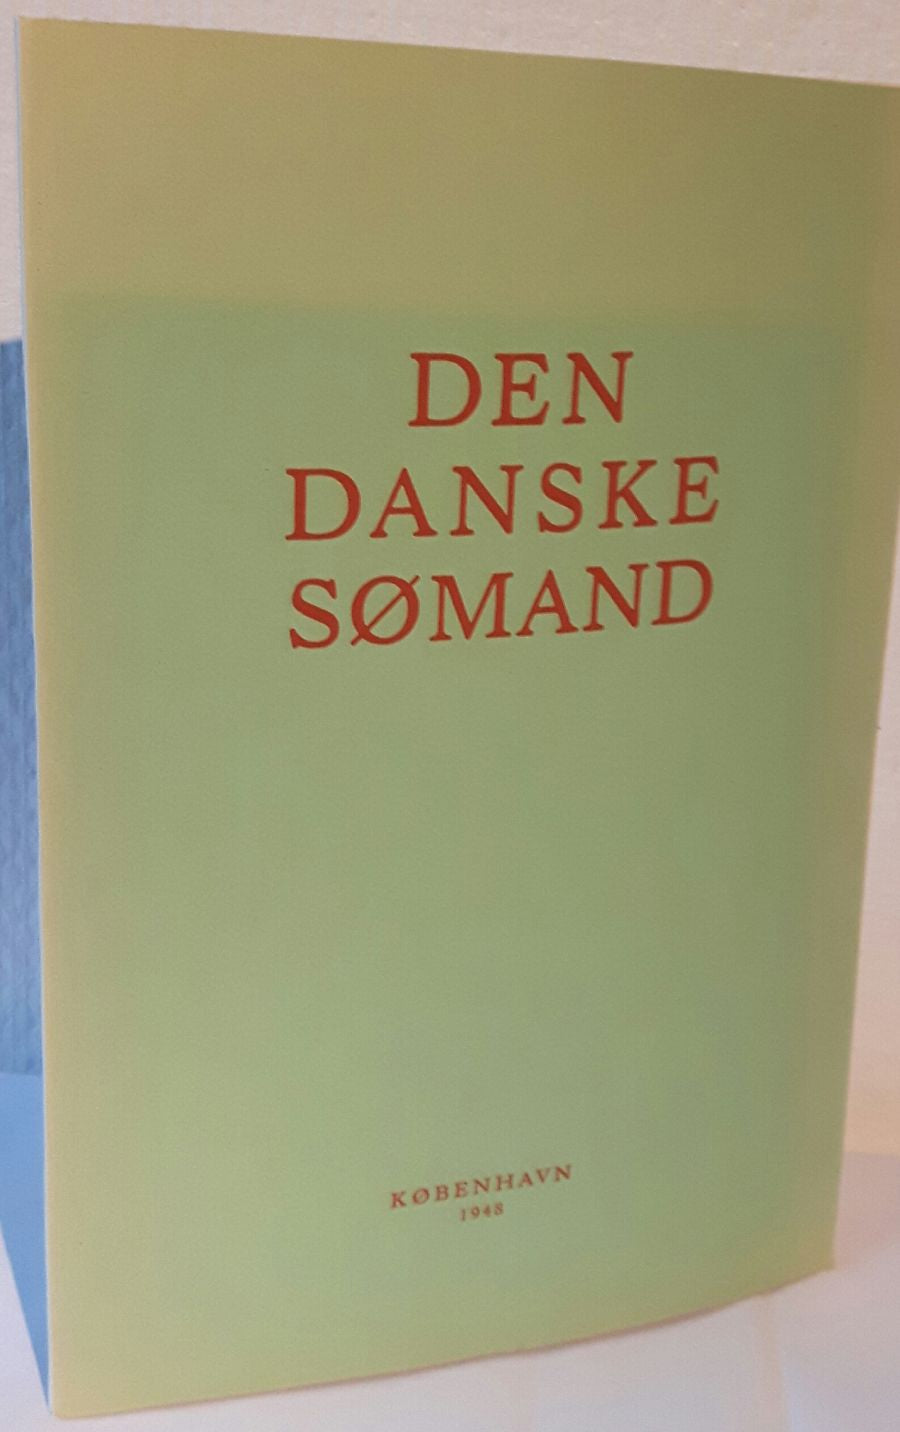 DEN
DANSKE
SØMAND
KØBENHAVN
1948